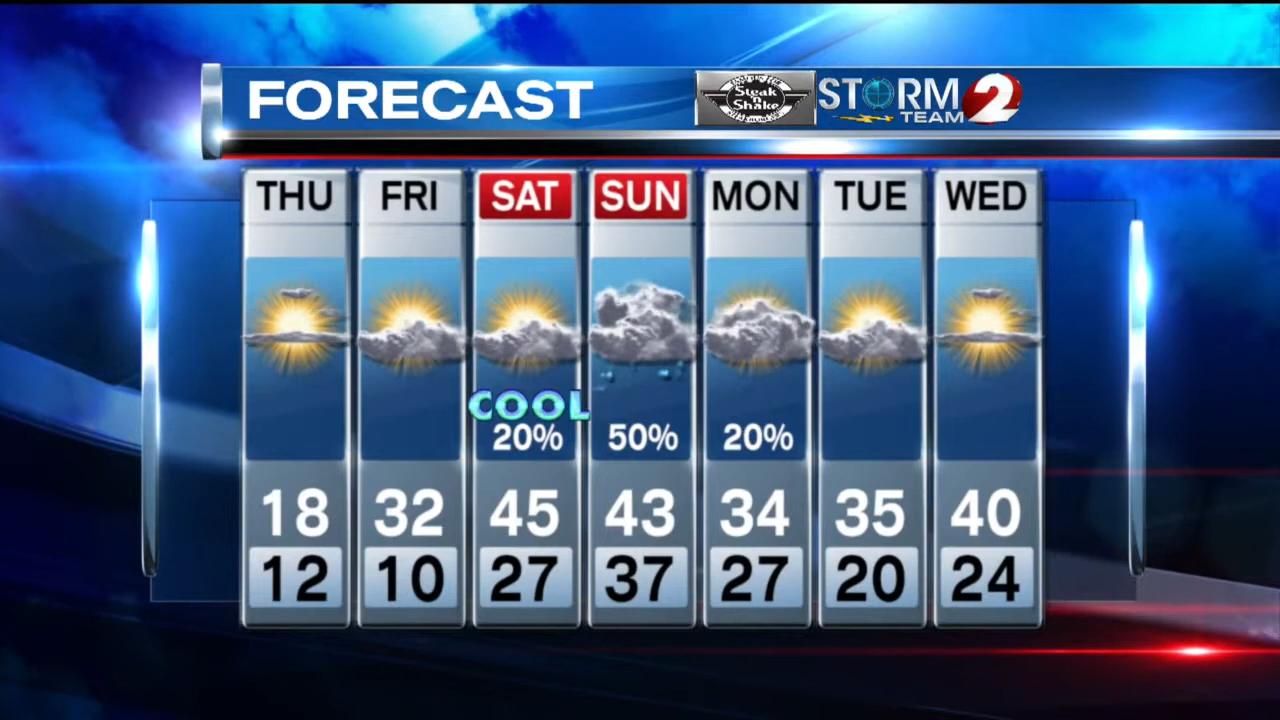 FORECAST
Steak
n
Shake
STORM
TEAM 2
THU FRI SAT SUN MON TUE WED
COOL
20% 50% 20%
18 32 45 43 34 35 40
12 10 27 37 27 20 24